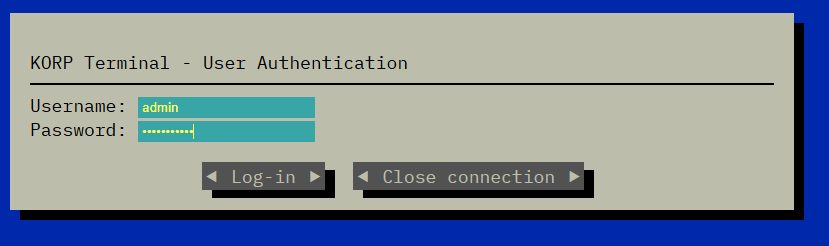 KORP Terminal - User Authentication
Username: admin
Password: •••••••••••
◄ Log-in ► ◄ Close connection ►